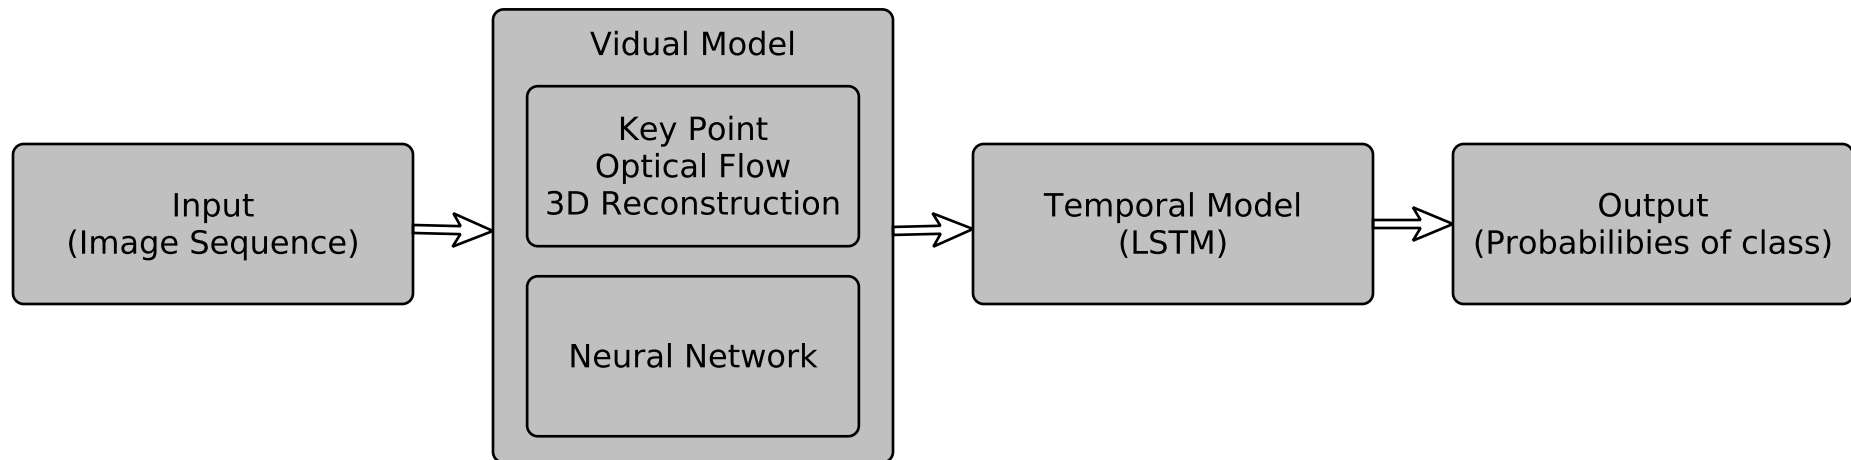 Input
(Image Sequence)
Vidual Model
Key Point
Optical Flow
3D Reconstruction
Neural Network
Temporal Model
(LSTM)
Output
(Probabilibies of class)